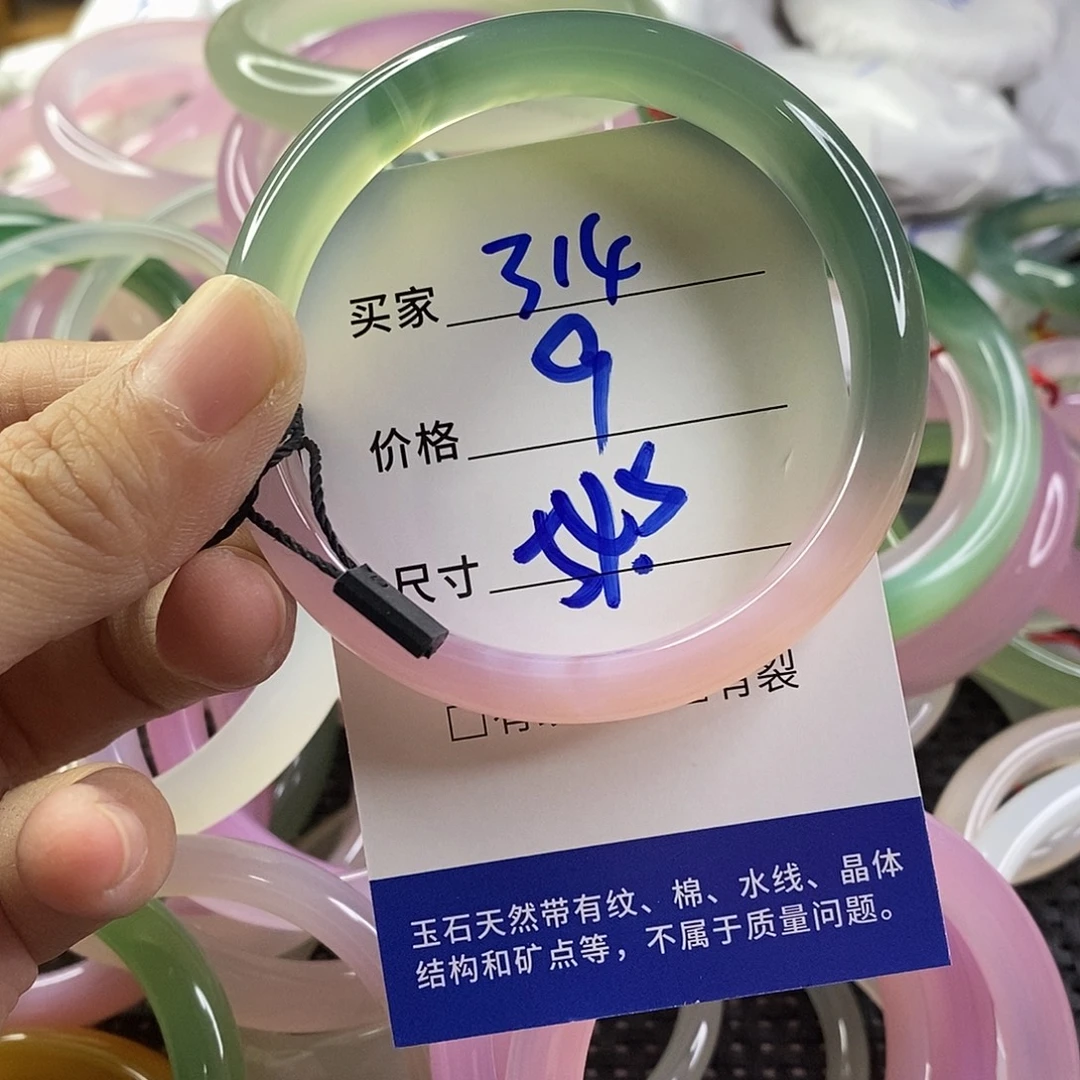 买家 314
价格 9
尺寸
有裂
玉石天然带有纹、棉、水线、晶体
结构和矿点等，不属于质量问题。